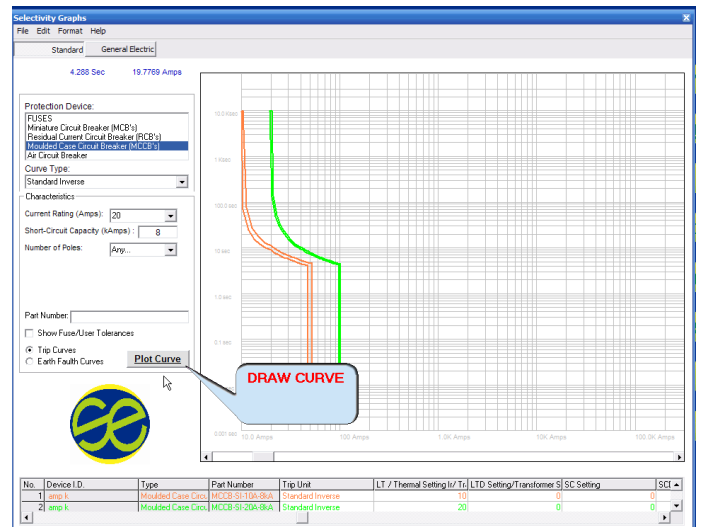 Selectivity Graphs
File Edit Format Help
Standard General Electric
4.288 Sec 19.7769 Amps
Protection Device:
FUSES
Miniature Circuit Breaker (MCB's)
Residual Current Circuit Breaker (RCB's)
Moulded Case Circuit Breaker (MCCB's)
Air Circuit Breaker
Curve Type:
Standard Inverse
Characteristics
Current Rating (Amps): 20
Short-Circuit Capacity (kAmps) : 8
Number of Poles: Any...
Part Number:
Show Fuse/User Tolerances
Trip Curves
Earth Faulth Curves
Plot Curve
10.0 Ksec
1 Ksec
100.0 sec
10 sec
1.0 sec
0.1 sec
0.001 sec
10.0 Amps 100 Amps 1.0K Amps 10K Amps 100.0K Amps
DRAW CURVE
se
No. Device I.D. Type Part Number Trip Unit LT / Thermal Setting Ir/ Tr LTD Setting/Transformer S SC Setting SCI
1 amp k Moulded Case Circu MCCB-SI-10A-8kA Standard Inverse 10 0 0
2 amp k Moulded Case Circu MCCB-SI-20A-8kA Standard Inverse 20 0 0